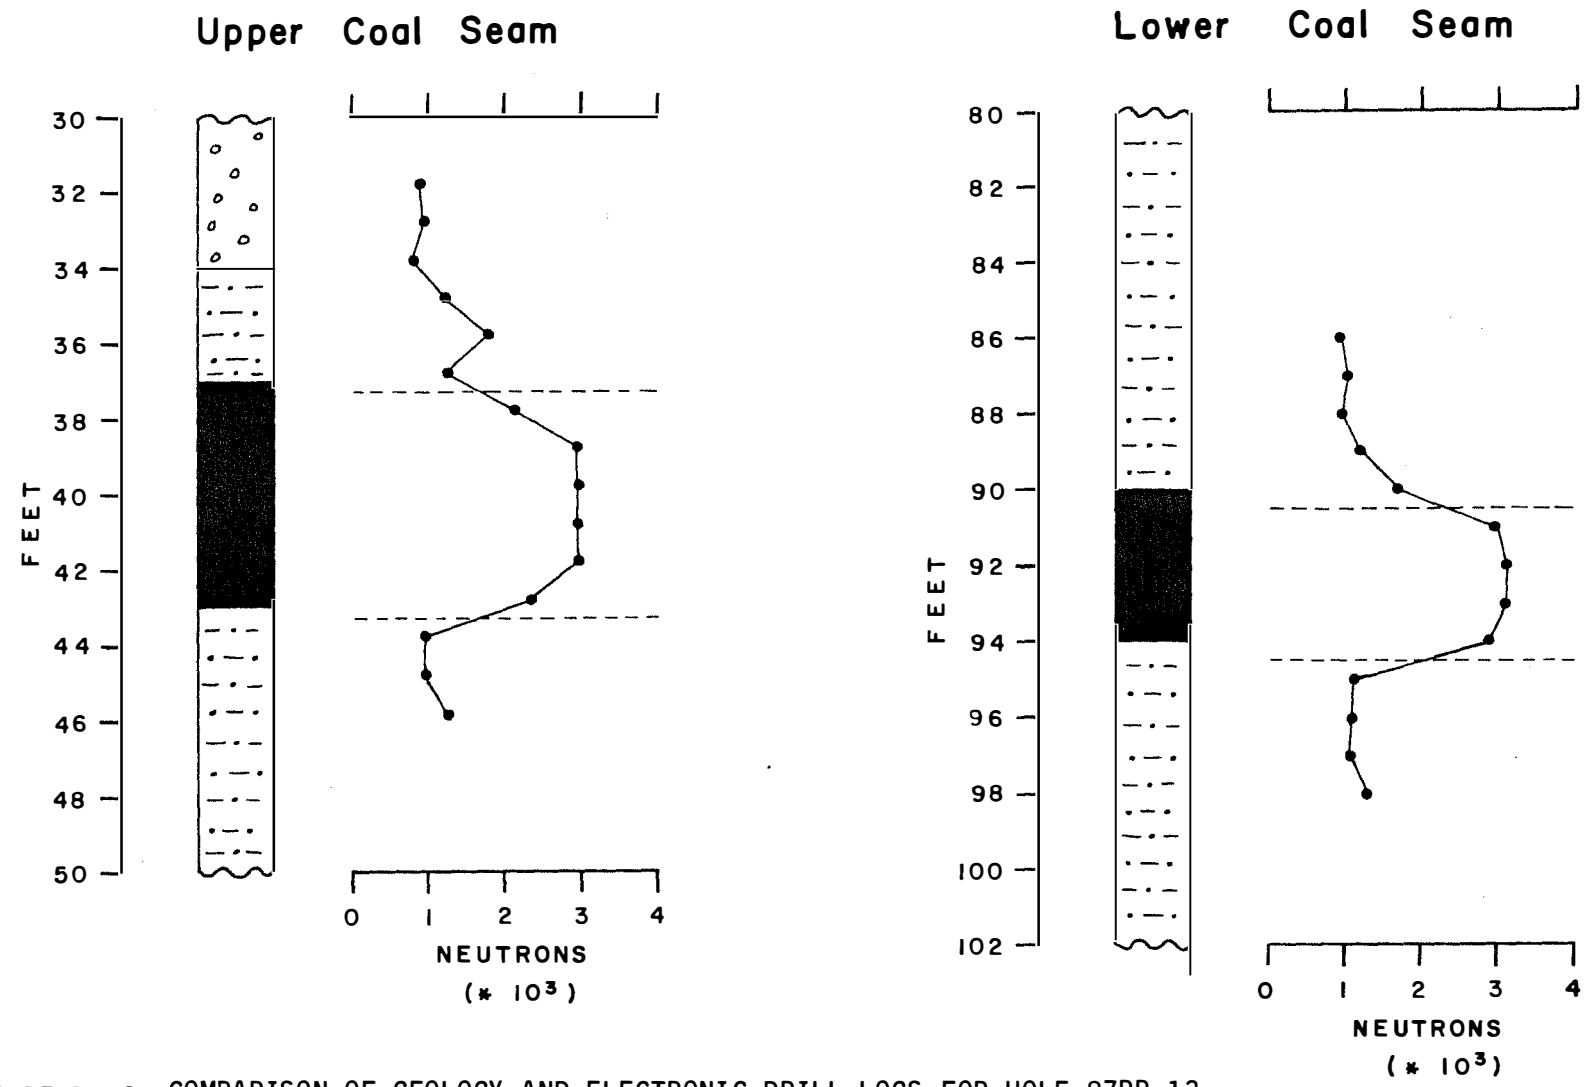 Upper Coal Seam
30
32
34
36
38
40
42
44
46
48
50
FEET
0 1 2 3 4
NEUTRONS
(* 10³)
Lower Coal Seam
80
82
84
86
88
90
92
94
96
98
100
102
FEET
0 1 2 3 4
NEUTRONS
(* 10³)
COMPARISON OF GEOLOGY AND ELECTRONIC DRILL LOGS FOR HOLE